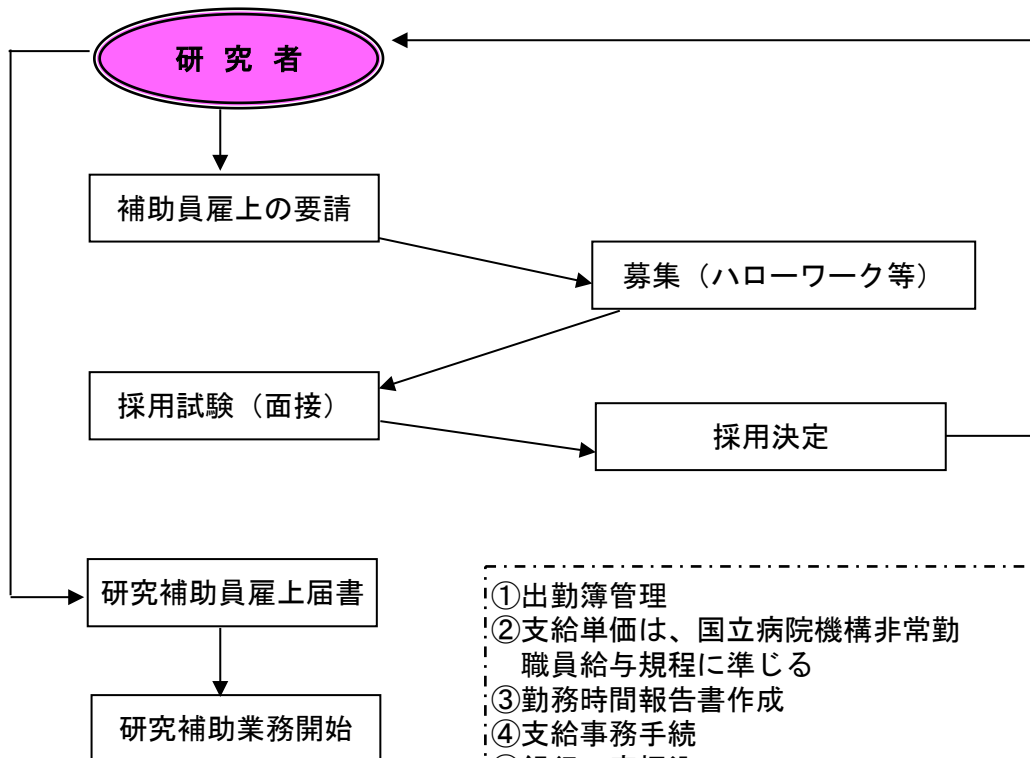 研 究 者
補助員雇上の要請
募集（ハローワーク等）
採用試験（面接）
採用決定
研究補助員雇上届書
研究補助業務開始
①出勤簿管理
②支給単価は、国立病院機構非常勤
職員給与規程に準じる
③勤務時間報告書作成
④支給事務手続